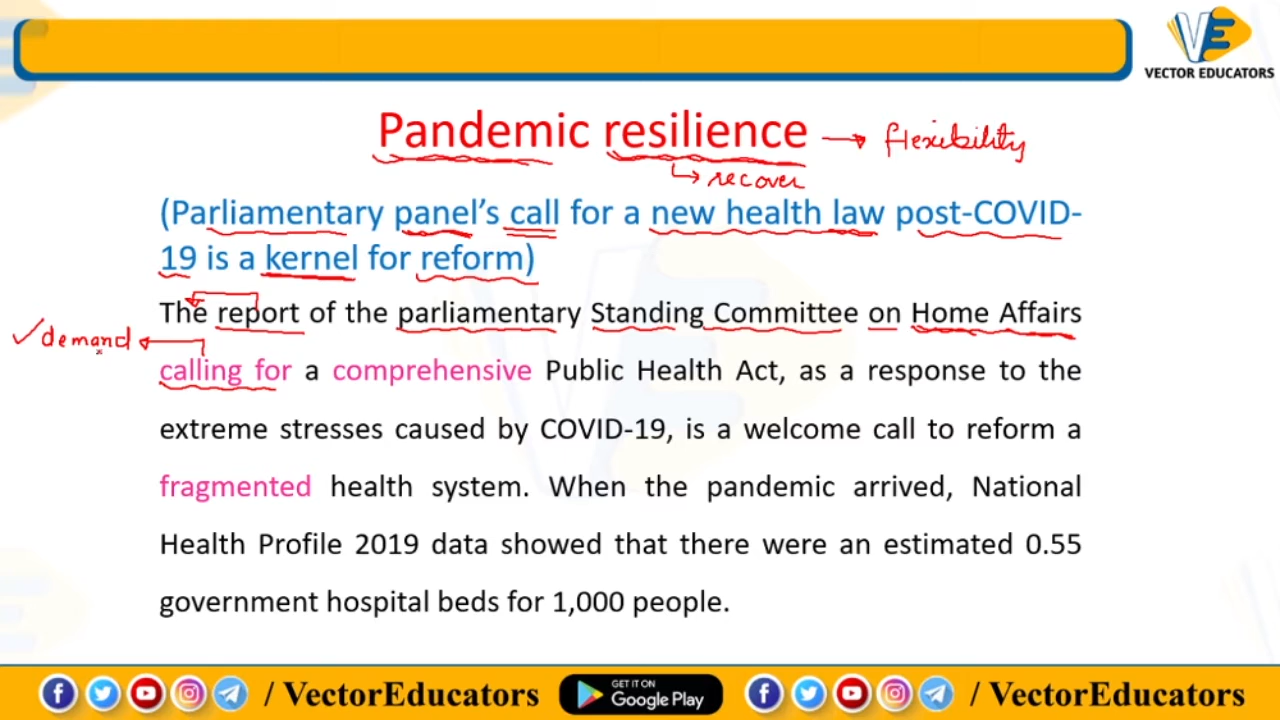 VE
VECTOR EDUCATORS
Pandemic resilience → flexibility
recover
(Parliamentary panel's call for a new health law post-COVID-
19 is a kernel for reform)
The report of the parliamentary Standing Committee on Home Affairs
✓demand
calling for a comprehensive Public Health Act, as a response to the
extreme stresses caused by COVID-19, is a welcome call to reform a
fragmented health system. When the pandemic arrived, National
Health Profile 2019 data showed that there were an estimated 0.55
government hospital beds for 1,000 people.
/ VectorEducators GET IT ON Google Play / VectorEducators